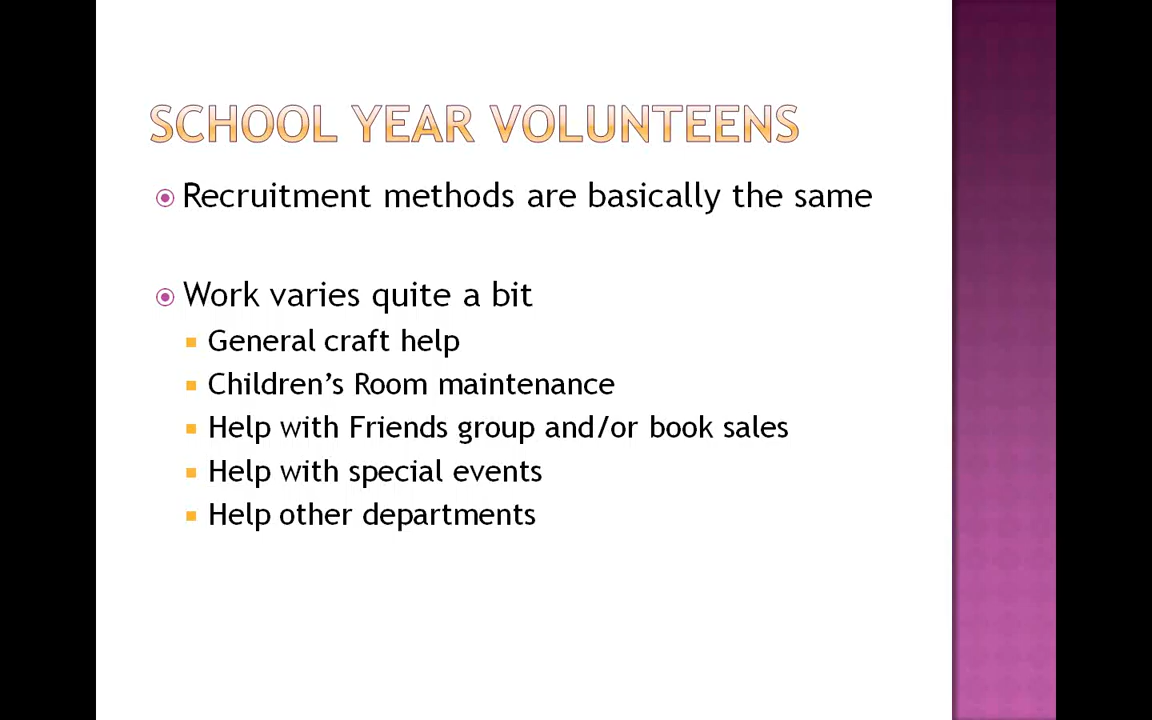 SCHOOL YEAR VOLUNTEENS
Recruitment methods are basically the same
Work varies quite a bit
General craft help
Children’s Room maintenance
Help with Friends group and/or book sales
Help with special events
Help other departments